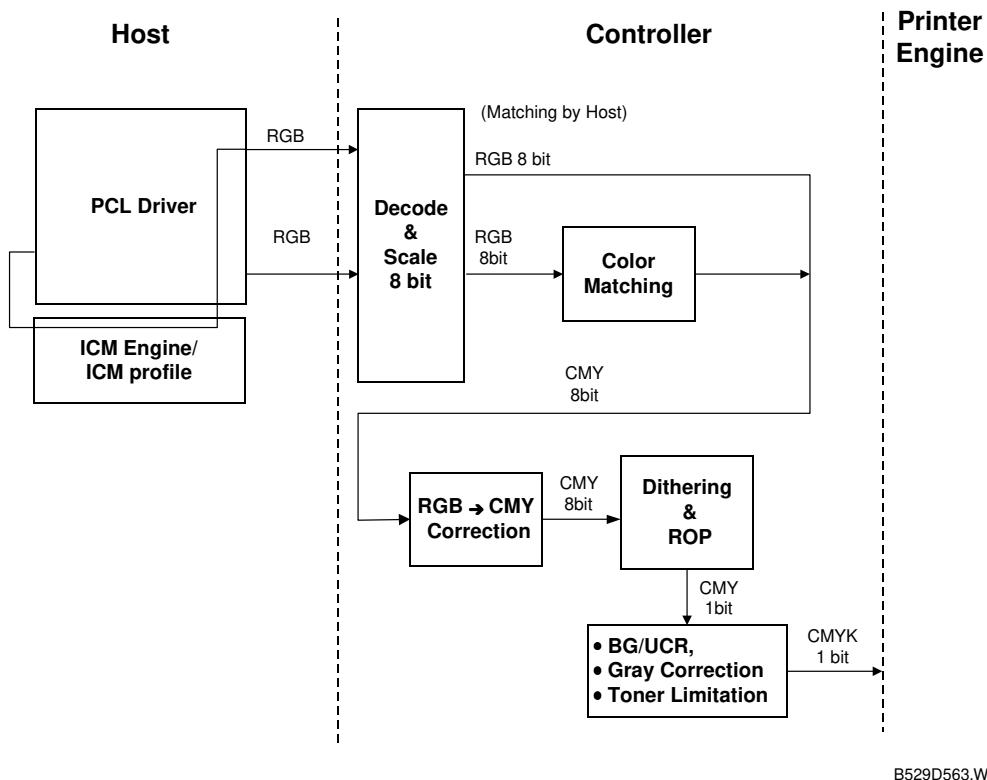 Host
Controller
Printer
Engine
(Matching by Host)
RGB
RGB 8 bit
PCL Driver
Decode
&
Scale
8 bit
RGB
RGB
8bit
Color
Matching
ICM Engine/
ICM profile
CMY
8bit
RGB → CMY
Correction
CMY
8bit
Dithering
&
ROP
CMY
1bit
• BG/UCR,
• Gray Correction
• Toner Limitation
CMYK
1 bit
B529D563.W